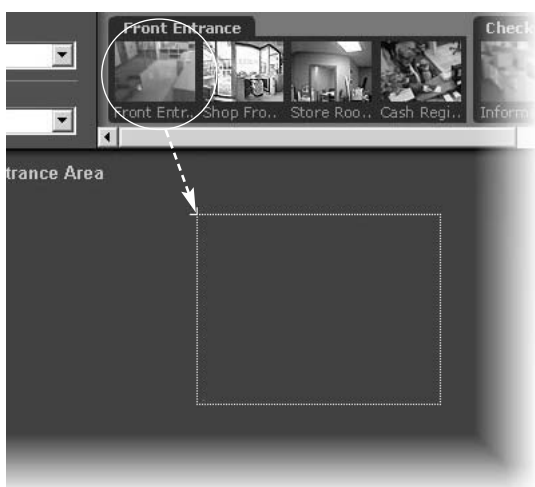 Front Entrance
Check
Front Entr.. Shop Fro.. Store Roo.. Cash Regi.. Inform
trance Area